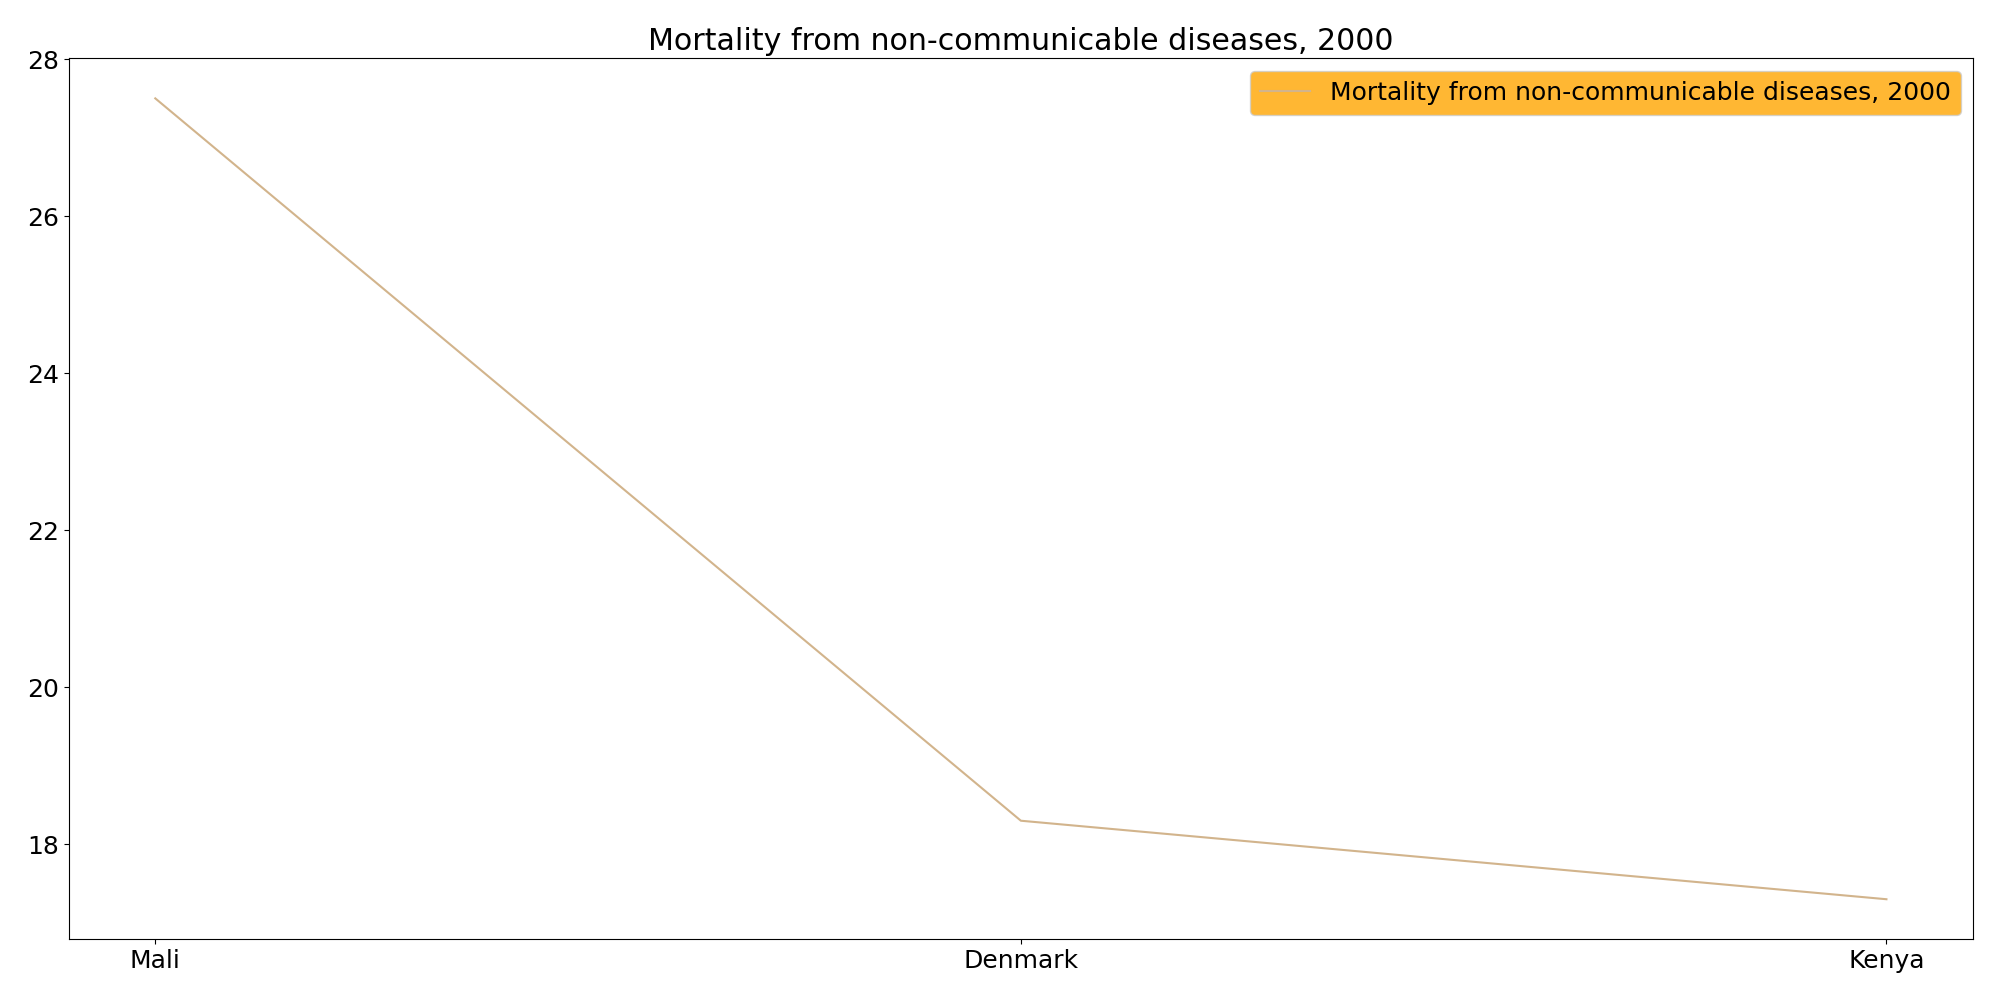 Mortality from non-communicable diseases, 2000
Mortality from non-communicable diseases, 2000
28
26
24
22
20
18
Mali Denmark Kenya